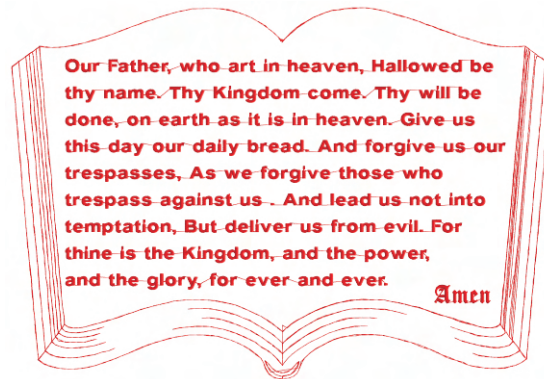 Our Father, who art in heaven, Hallowed be
thy name. Thy Kingdom come. Thy will be
done, on earth as it is in heaven. Give us
this day our daily bread. And forgive us our
trespasses, As we forgive those who
trespass against us . And lead us not into
temptation, But deliver us from evil. For
thine is the Kingdom, and the power,
and the glory, for ever and ever.
Amen